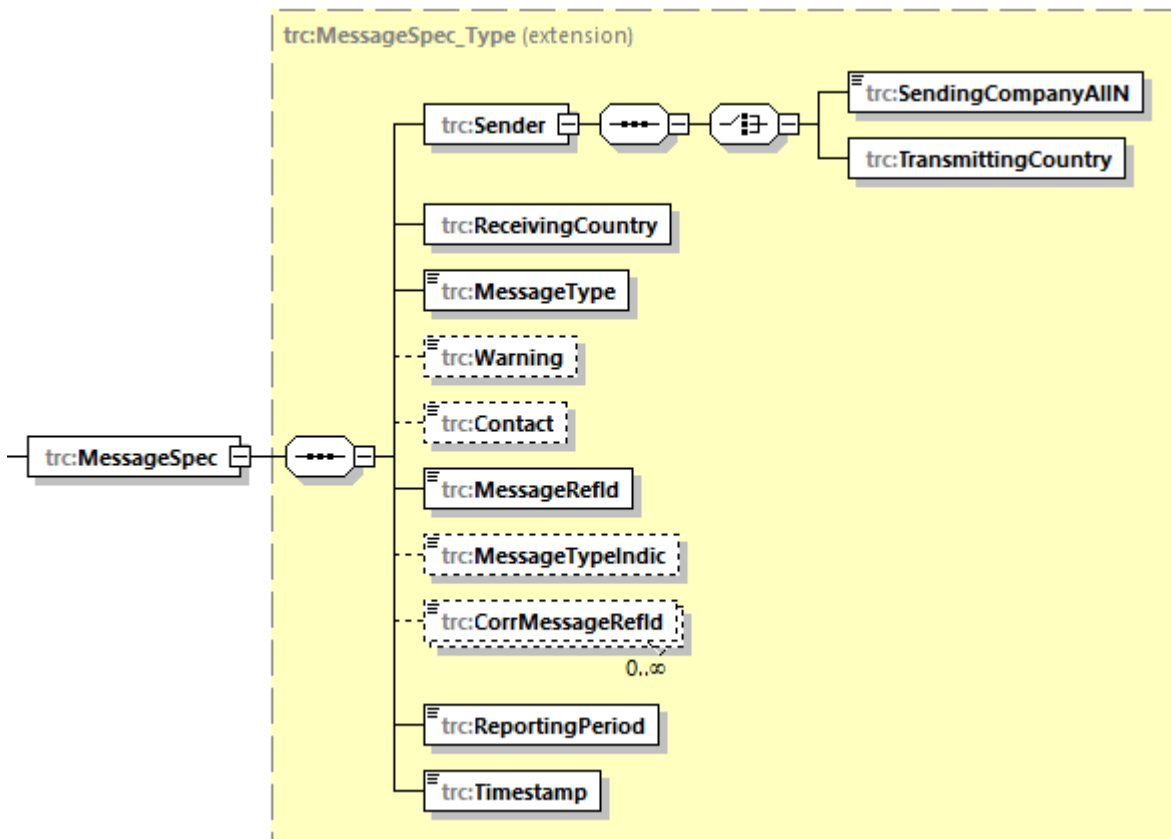 trc:MessageSpec_Type (extension)
trc:SendingCompanyAIIN
trc:Sender
trc:TransmittingCountry
trc:ReceivingCountry
trc:MessageType
trc:Warning
trc:Contact
trc:MessageSpec
trc:MessageRefId
trc:MessageTypeIndic
trc:CorrMessageRefId
0..∞
trc:ReportingPeriod
trc:Timestamp